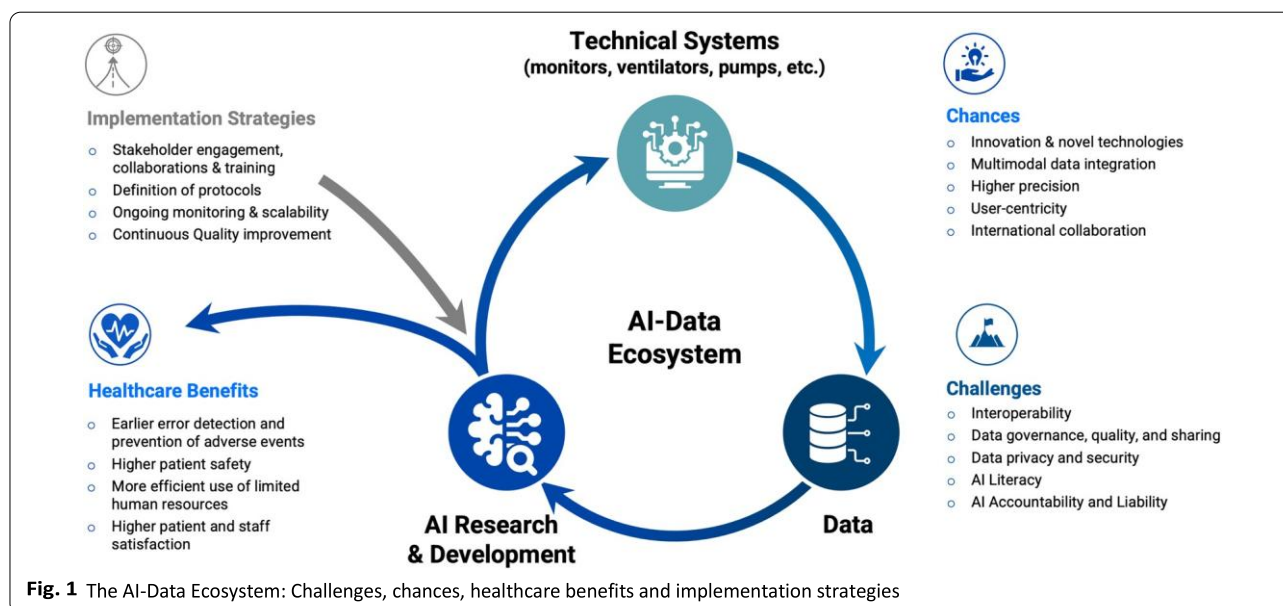 Implementation Strategies
Stakeholder engagement,
collaborations & training
Definition of protocols
Ongoing monitoring & scalability
Continuous Quality improvement
Healthcare Benefits
Earlier error detection and
prevention of adverse events
Higher patient safety
More efficient use of limited
human resources
Higher patient and staff
satisfaction
Technical Systems
(monitors, ventilators, pumps, etc.)
AI-Data
Ecosystem
AI Research
& Development
Data
Chances
Innovation & novel technologies
Multimodal data integration
Higher precision
User-centricity
International collaboration
Challenges
Interoperability
Data governance, quality, and sharing
Data privacy and security
AI Literacy
AI Accountability and Liability
Fig. 1 The AI-Data Ecosystem: Challenges, chances, healthcare benefits and implementation strategies